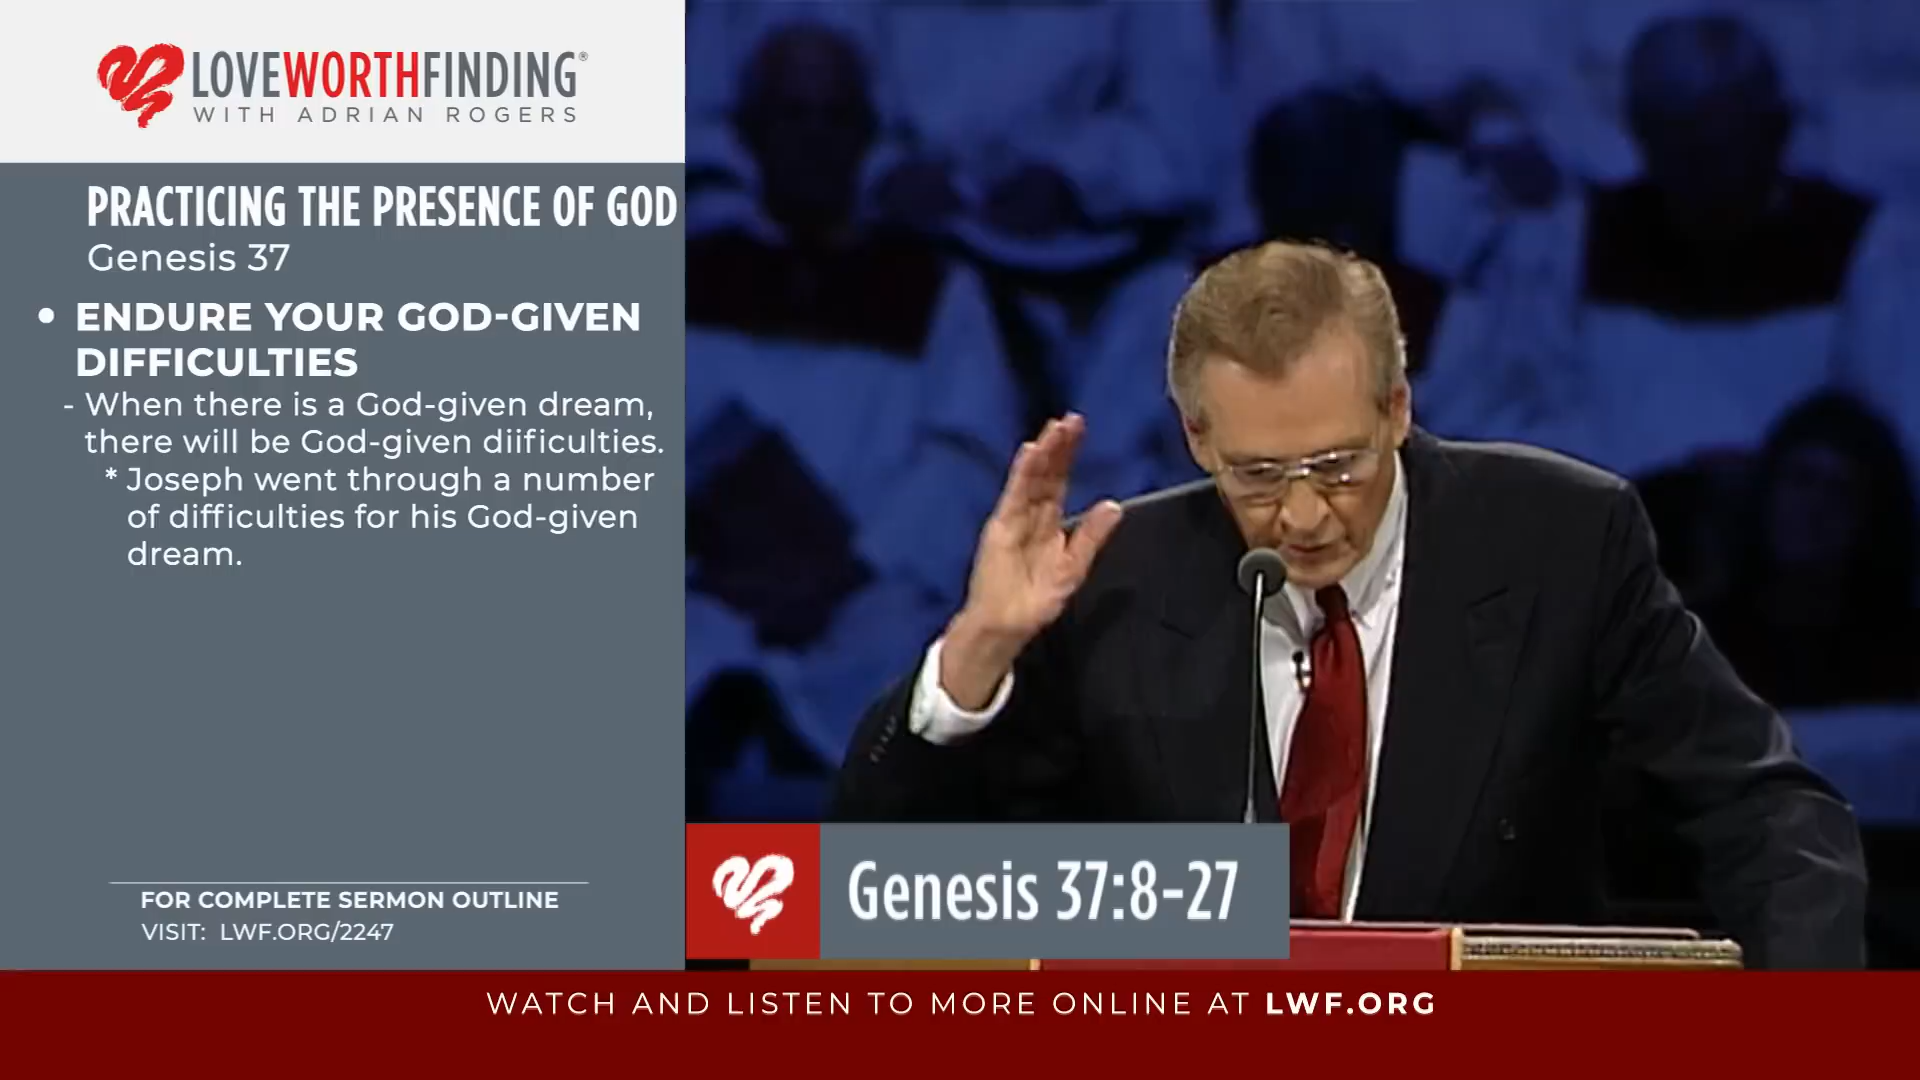 LOVEWORTHFINDING®
WITH ADRIAN ROGERS
PRACTICING THE PRESENCE OF GOD
Genesis 37
• ENDURE YOUR GOD-GIVEN
DIFFICULTIES
- When there is a God-given dream,
there will be God-given diificulties.
* Joseph went through a number
of difficulties for his God-given
dream.
FOR COMPLETE SERMON OUTLINE
VISIT: LWF.ORG/2247
Genesis 37:8-27
WATCH AND LISTEN TO MORE ONLINE AT LWF.ORG